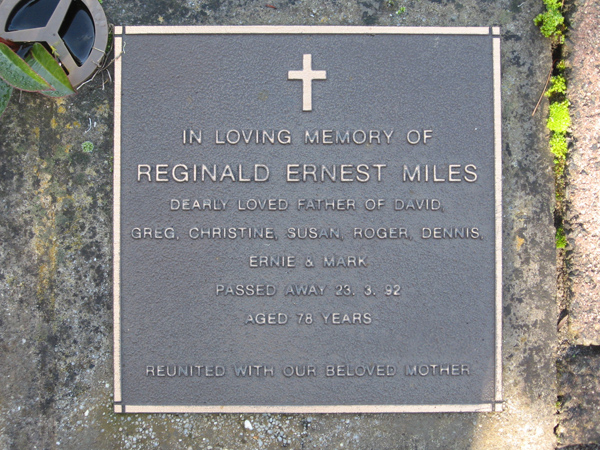 IN LOVING MEMORY OF
REGINALD ERNEST MILES
DEARLY LOVED FATHER OF DAVID,
GREG, CHRISTINE, SUSAN, ROGER, DENNIS,
ERNIE & MARK
PASSED AWAY 23. 3. 92
AGED 78 YEARS
REUNITED WITH OUR BELOVED MOTHER